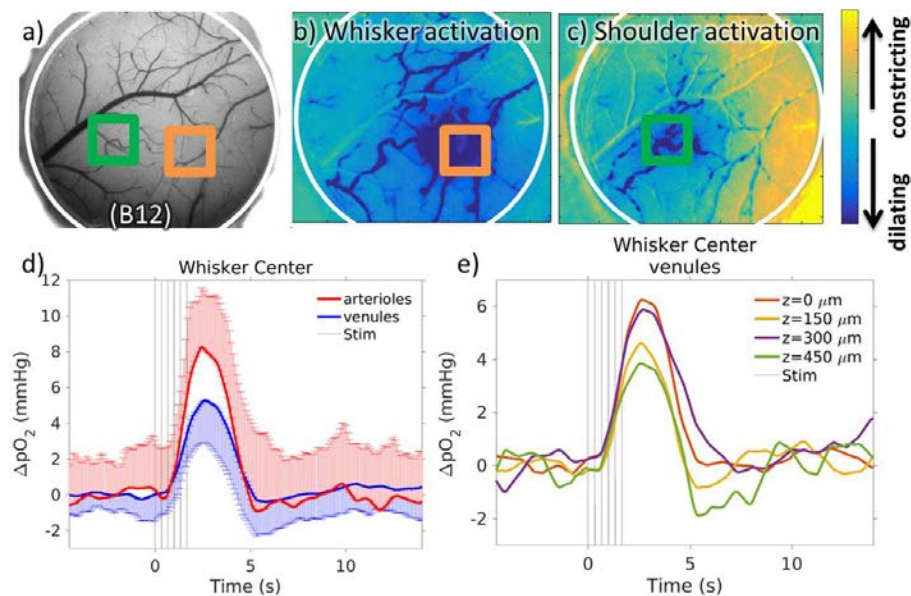 a)
(B12)
b) Whisker activation
c) Shoulder activation
constricting
dilating
d)
Whisker Center
arterioles
venules
Stim
ΔpO₂ (mmHg)
12
10
8
6
4
2
0
-2
0
5
10
Time (s)
e)
Whisker Center
venules
z=0 μm
z=150 μm
z=300 μm
z=450 μm
Stim
ΔpO₂ (mmHg)
6
4
2
0
-2
0
5
10
Time (s)